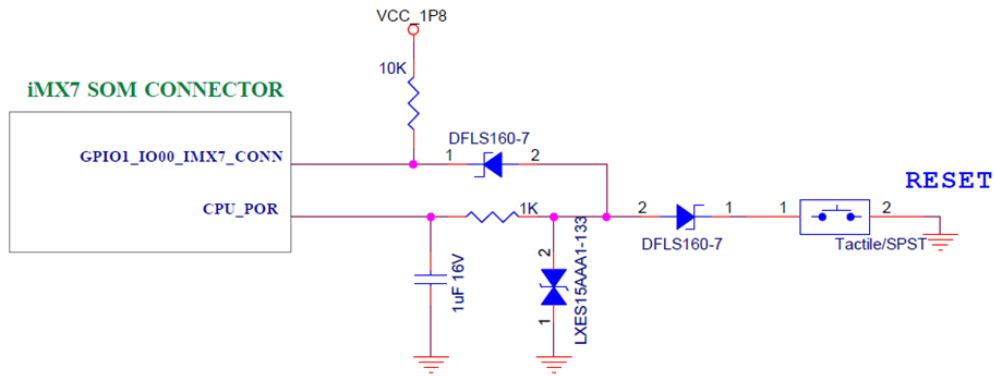 VCC_1P8
10K
iMX7 SOM CONNECTOR
GPIO1_IO00_IMX7_CONN
1
DFLS160-7
2
RESET
CPU_POR
1K
2
1
1
2
DFLS160-7
Tactile/SPST
1uF 16V
2
1
LXES15AAA1-133